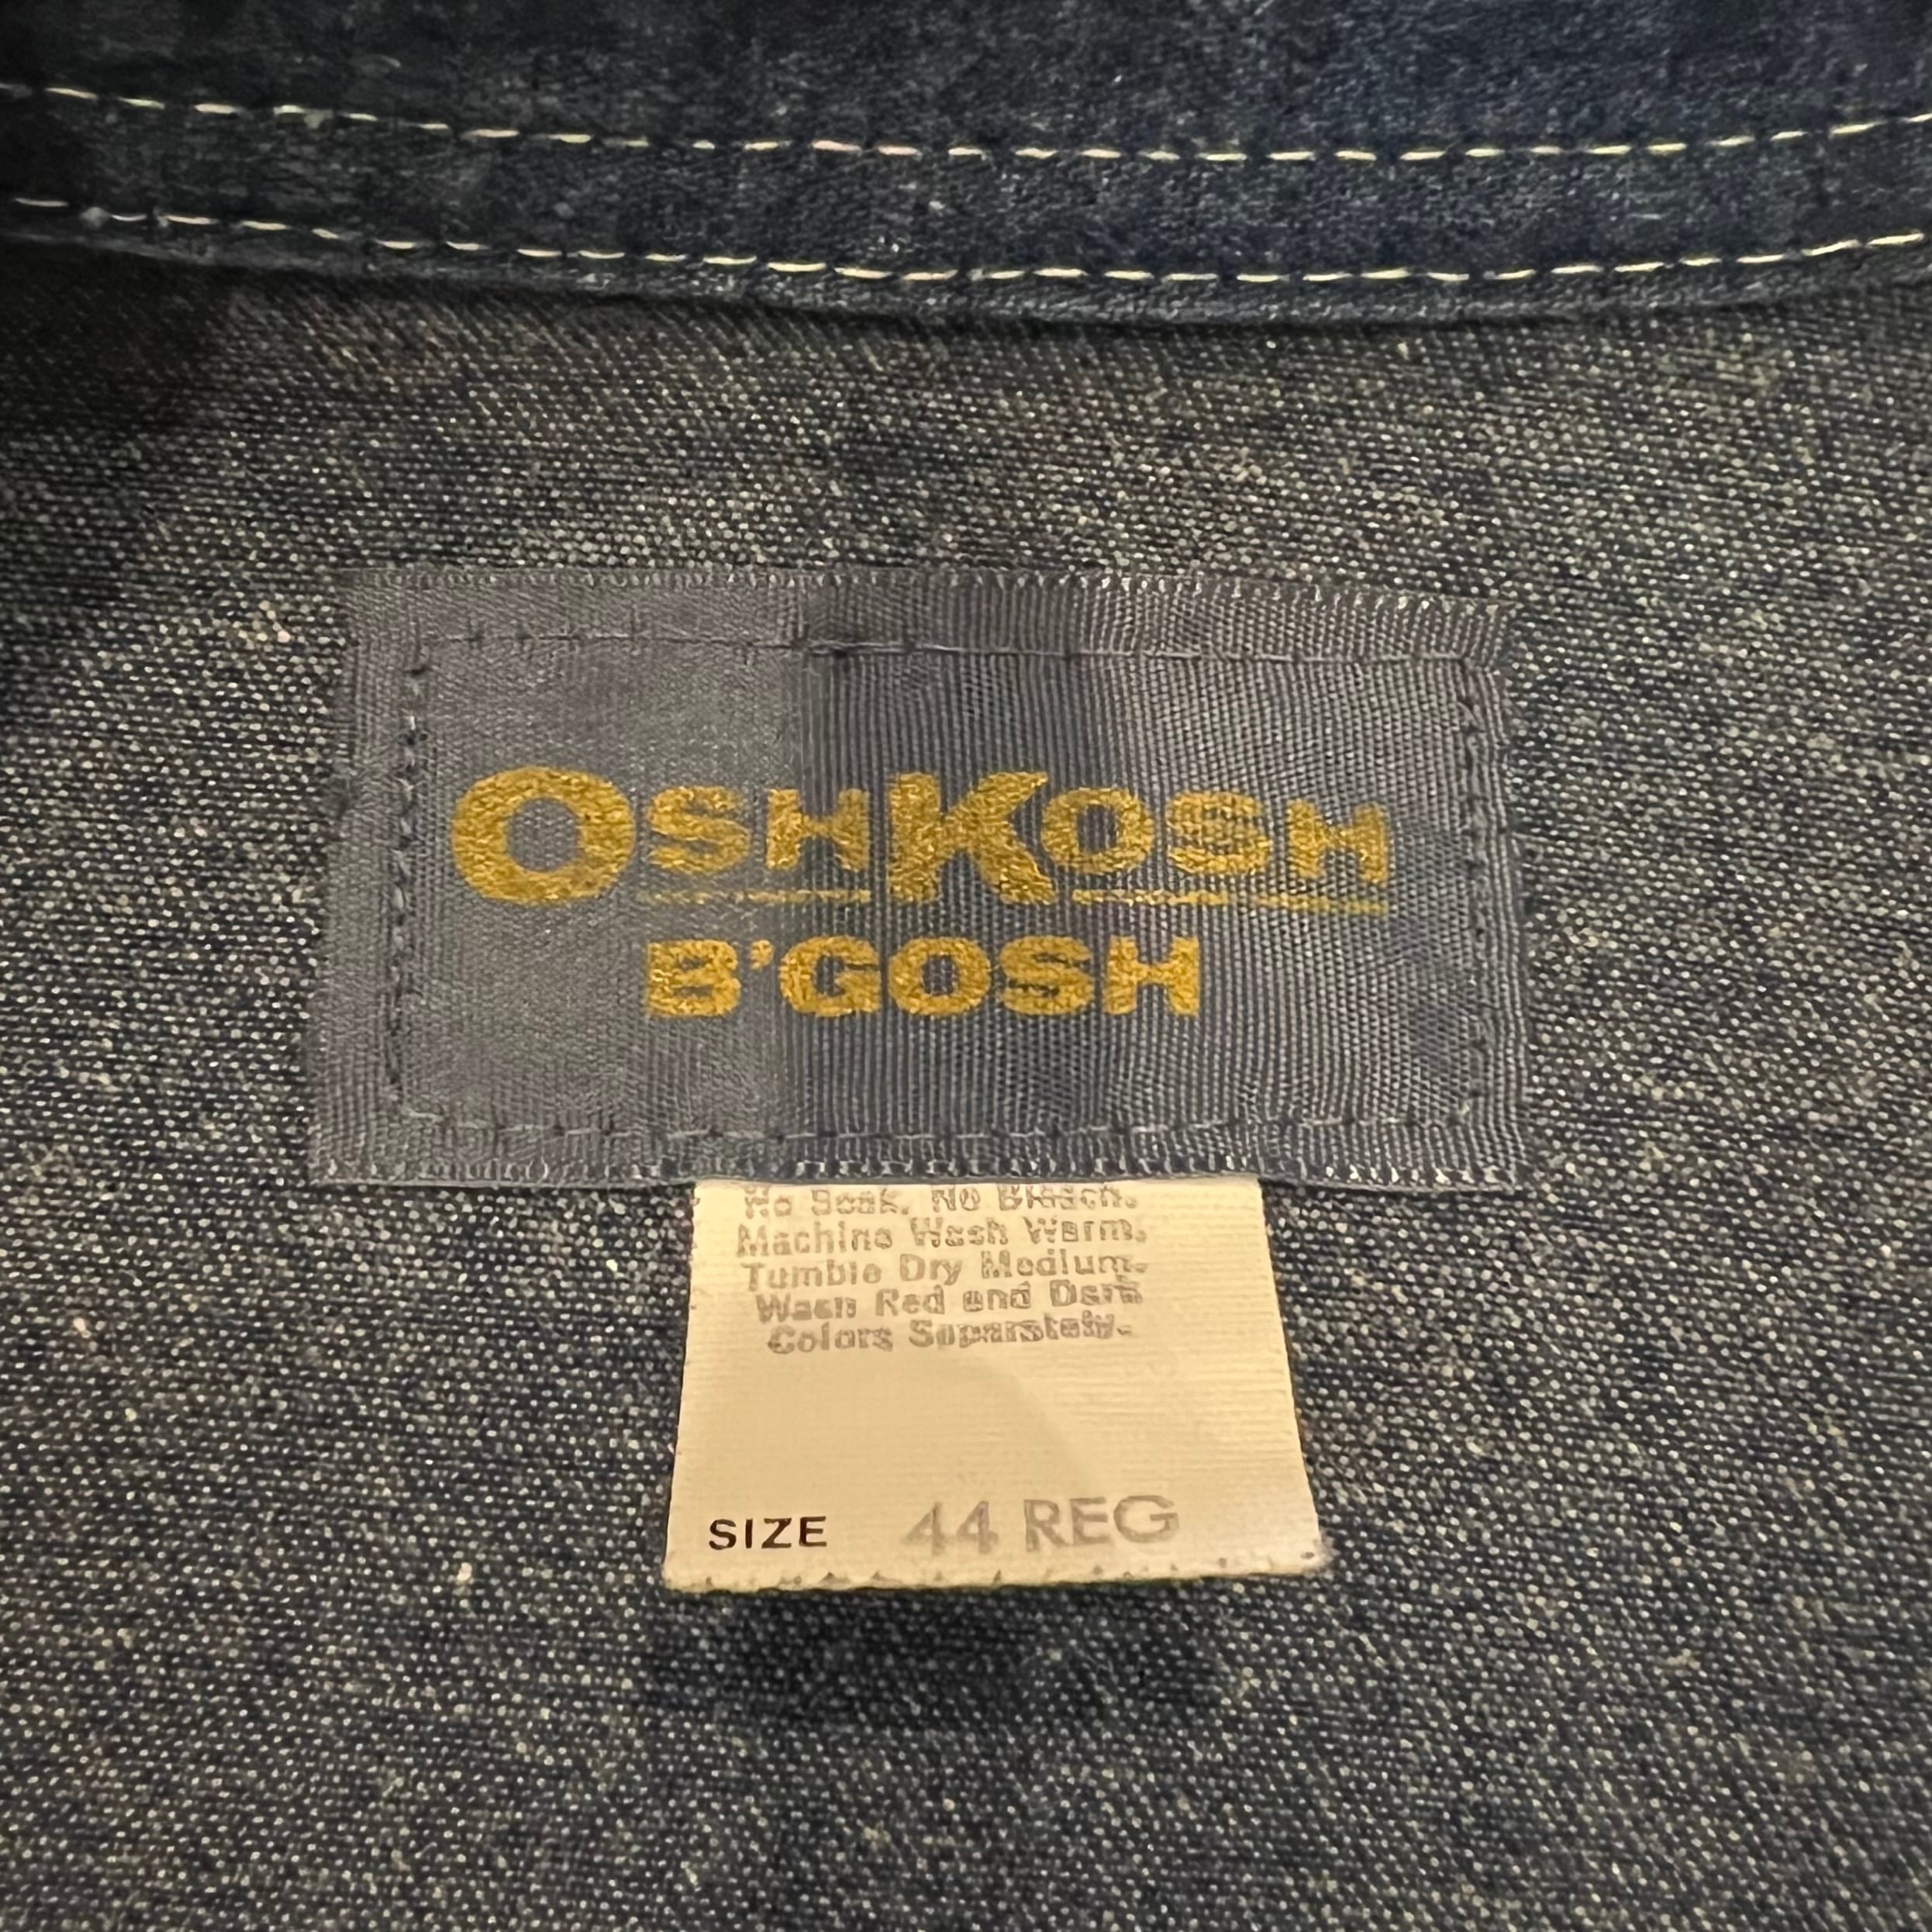 OSHKOSH
B'GOSH
No Soak. No Bleach.
Machine Wash Warm.
Tumble Dry Medium.
Wash Red and Dark
Colors Separately.
SIZE 44 REG